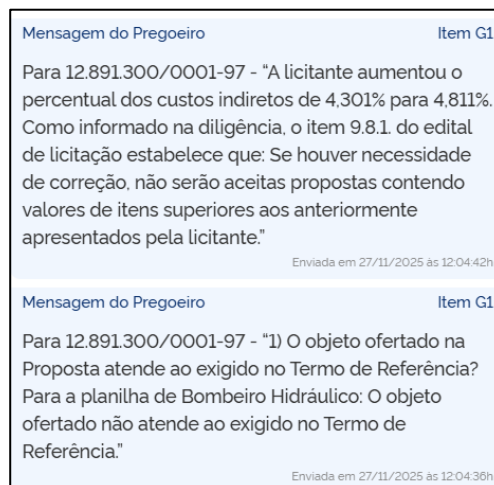 Mensagem do Pregoeiro Item G1
Para 12.891.300/0001-97 - “A licitante aumentou o
percentual dos custos indiretos de 4,301% para 4,811%.
Como informado na diligência, o item 9.8.1. do edital
de licitação estabelece que: Se houver necessidade
de correção, não serão aceitas propostas contendo
valores de itens superiores aos anteriormente
apresentados pela licitante.”
Enviada em 27/11/2025 às 12:04:42h
Mensagem do Pregoeiro Item G1
Para 12.891.300/0001-97 - “1) O objeto ofertado na
Proposta atende ao exigido no Termo de Referência?
Para a planilha de Bombeiro Hidráulico: O objeto
ofertado não atende ao exigido no Termo de
Referência.”
Enviada em 27/11/2025 às 12:04:36h